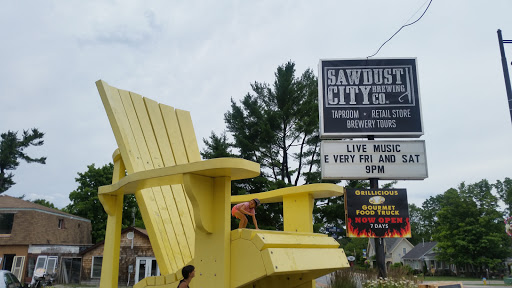 SAWDUST
CITY BREWING CO.
TAPROOM • RETAIL STORE
BREWERY TOURS
LIVE MUSIC
EVERY FRI AND SAT
9PM
GRILLICIOUS
GOURMET
FOOD TRUCK
NOW OPEN
7 DAYS